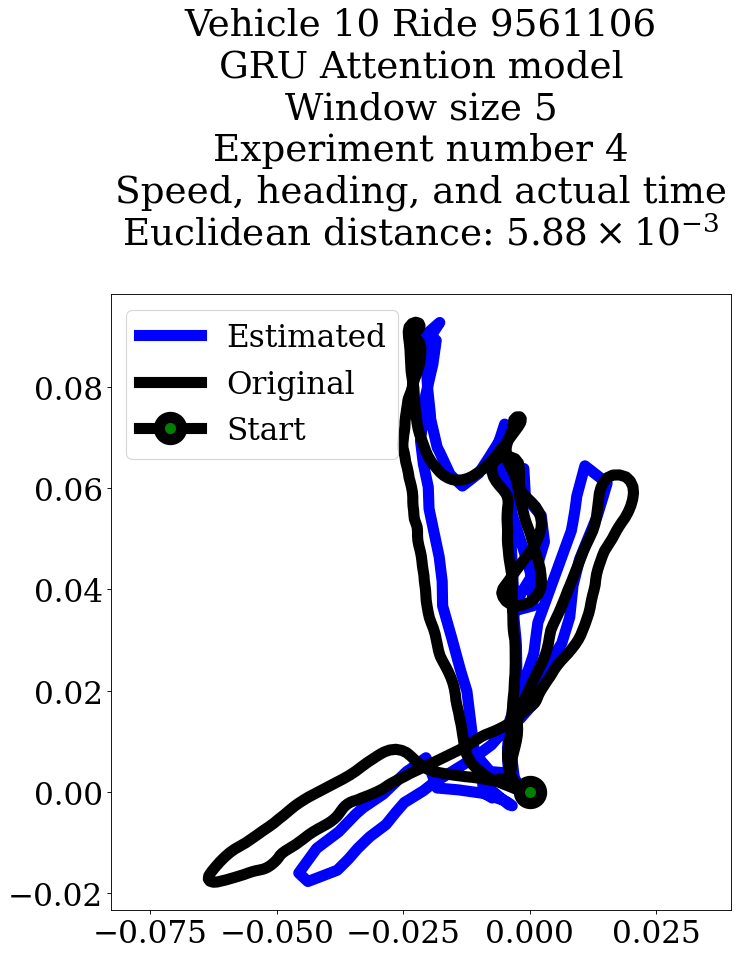 Vehicle 10 Ride 9561106
GRU Attention model
Window size 5
Experiment number 4
Speed, heading, and actual time
Euclidean distance: 5.88 × 10⁻³
Estimated
Original
Start
0.08
0.06
0.04
0.02
0.00
−0.02
−0.075 −0.050 −0.025 0.000 0.025